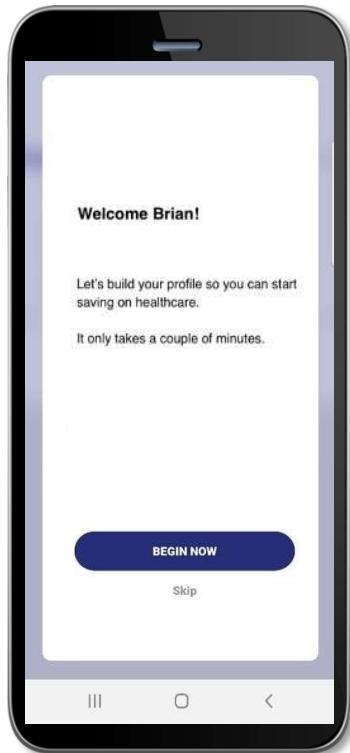 Welcome Brian!
Let's build your profile so you can start
saving on healthcare.
It only takes a couple of minutes.
BEGIN NOW
Skip